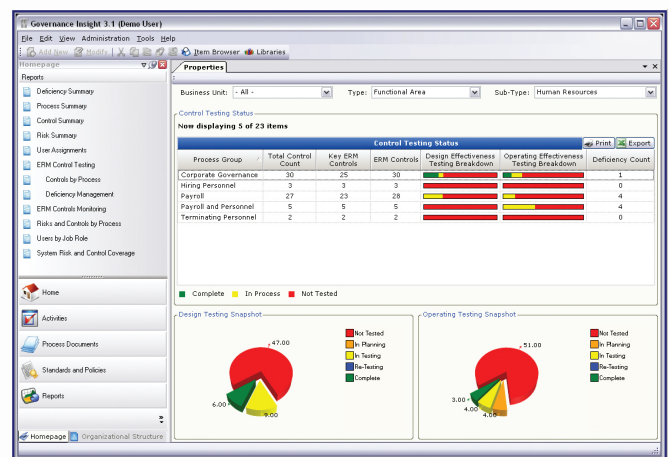 Governance Insight 3.1 (Demo User)
File Edit View Administration Tools Help
Add New Modify Item Browser Libraries
Homepage
Reports
Deficiency Summary
Process Summary
Control Summary
Risk Summary
User Assignments
ERM Control Testing
Controls by Process
Deficiency Management
ERM Controls Monitoring
Risks and Controls by Process
Users by Job Role
System Risk and Control Coverage
Home
Activities
Process Documents
Standards and Policies
Reports
Homepage Organizational Structure
Properties
Business Unit: - All - Type: Functional Area Sub-Type: Human Resources
Control Testing Status
Now displaying 5 of 23 items
Control Testing Status Print Export
Process Group Total Control Count Key ERM Controls ERM Controls Design Effectiveness Testing Breakdown Operating Effectiveness Testing Breakdown Deficiency Count
Corporate Governance 30 25 30 1
Hiring Personnel 3 3 3 0
Payroll 27 23 28 4
Payroll and Personnel 5 5 5 4
Terminating Personnel 2 2 2 0
Complete In Process Not Tested
Design Testing Snapshot
47.00
6.00
9.00
Not Tested
In Planning
In Testing
Re-Testing
Complete
Operating Testing Snapshot
51.00
3.00
4.00
4.00
Not Tested
In Planning
In Testing
Re-Testing
Complete